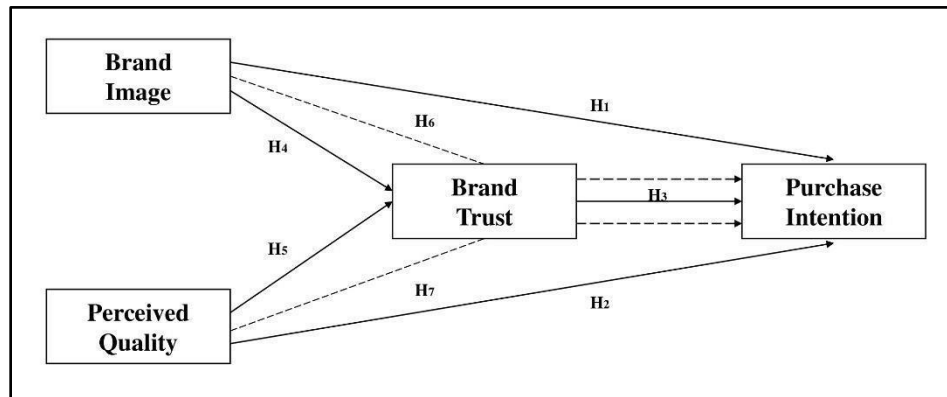 Brand
Image
H1
H6
H4
Brand
Trust
H3
Purchase
Intention
H5
H7
H2
Perceived
Quality